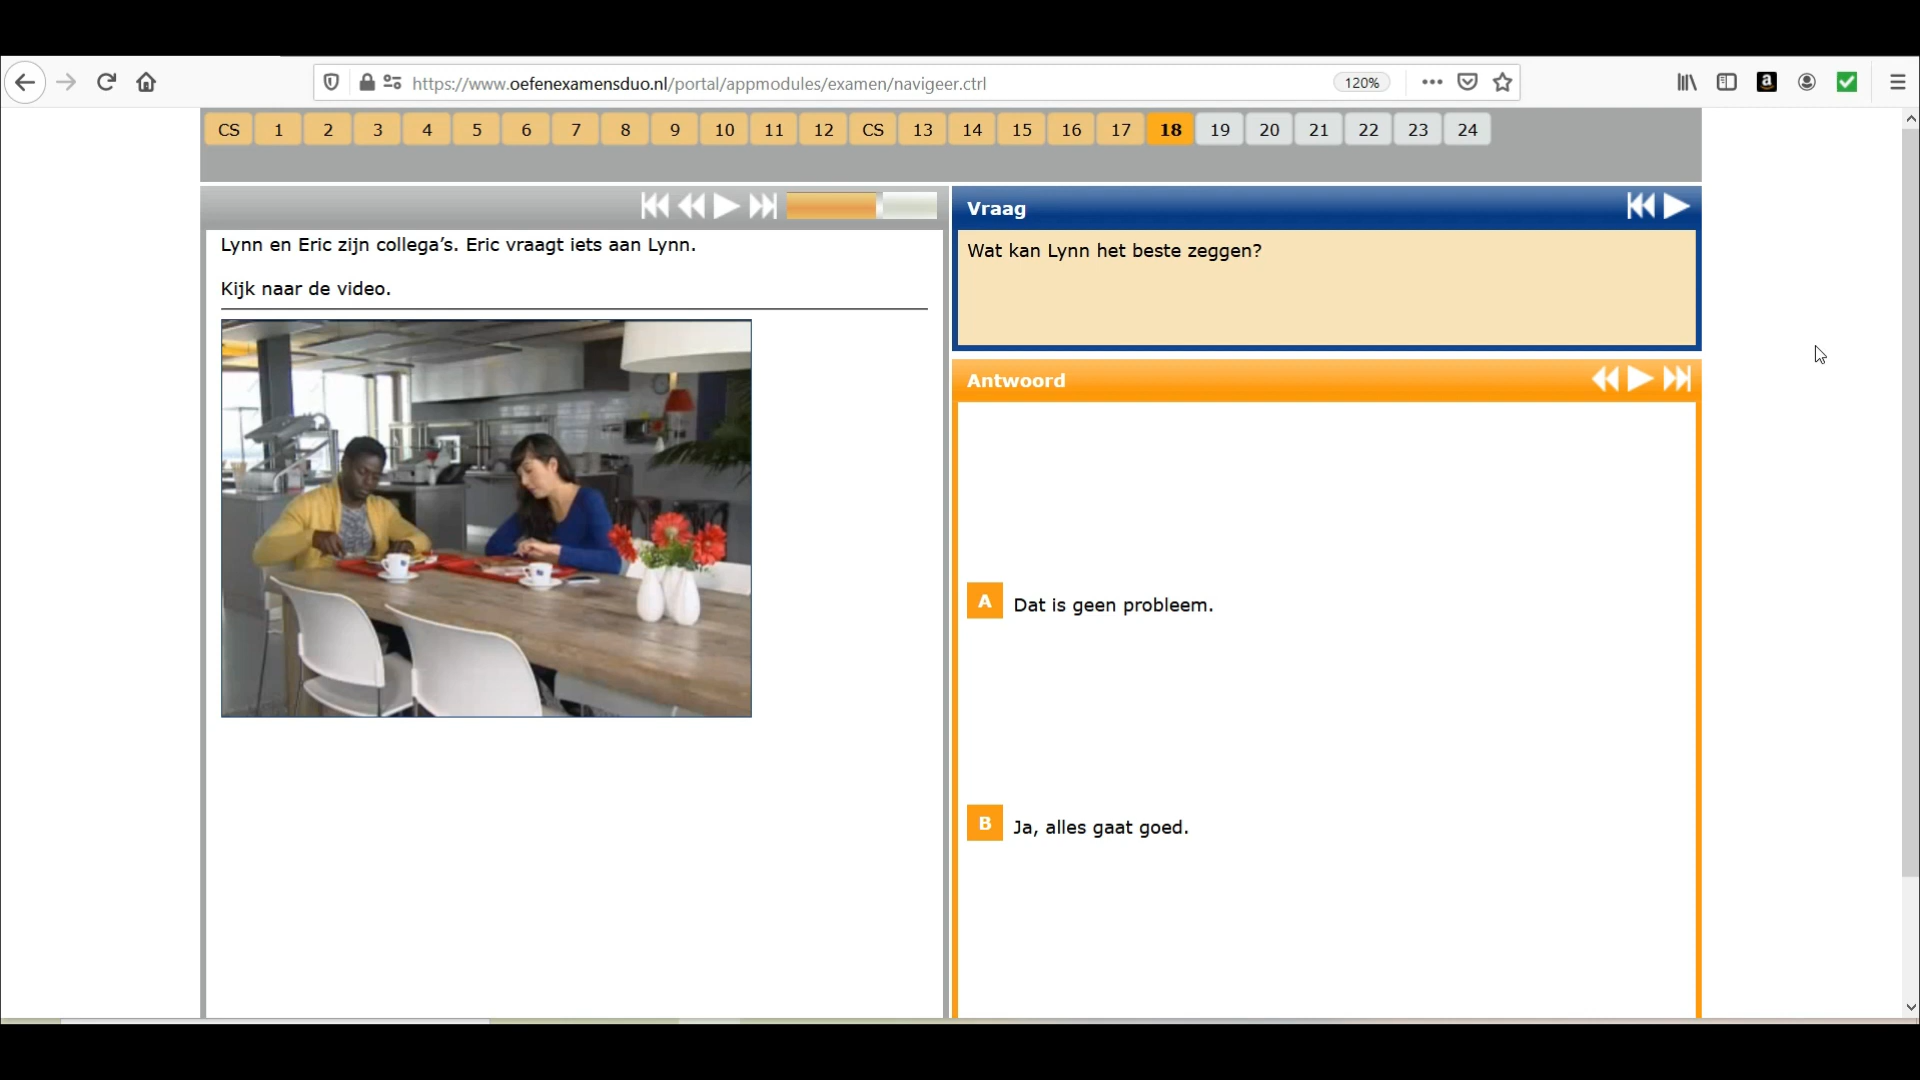 https://www.oefenexamensduo.nl/portal/appmodules/examen/navigeer.ctrl
120%
CS 1 2 3 4 5 6 7 8 9 10 11 12 CS 13 14 15 16 17 18 19 20 21 22 23 24
Lynn en Eric zijn collega's. Eric vraagt iets aan Lynn.
Kijk naar de video.
Vraag
Wat kan Lynn het beste zeggen?
Antwoord
A Dat is geen probleem.
B Ja, alles gaat goed.